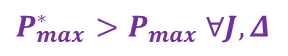 P*max > Pmax ∀J, Δ